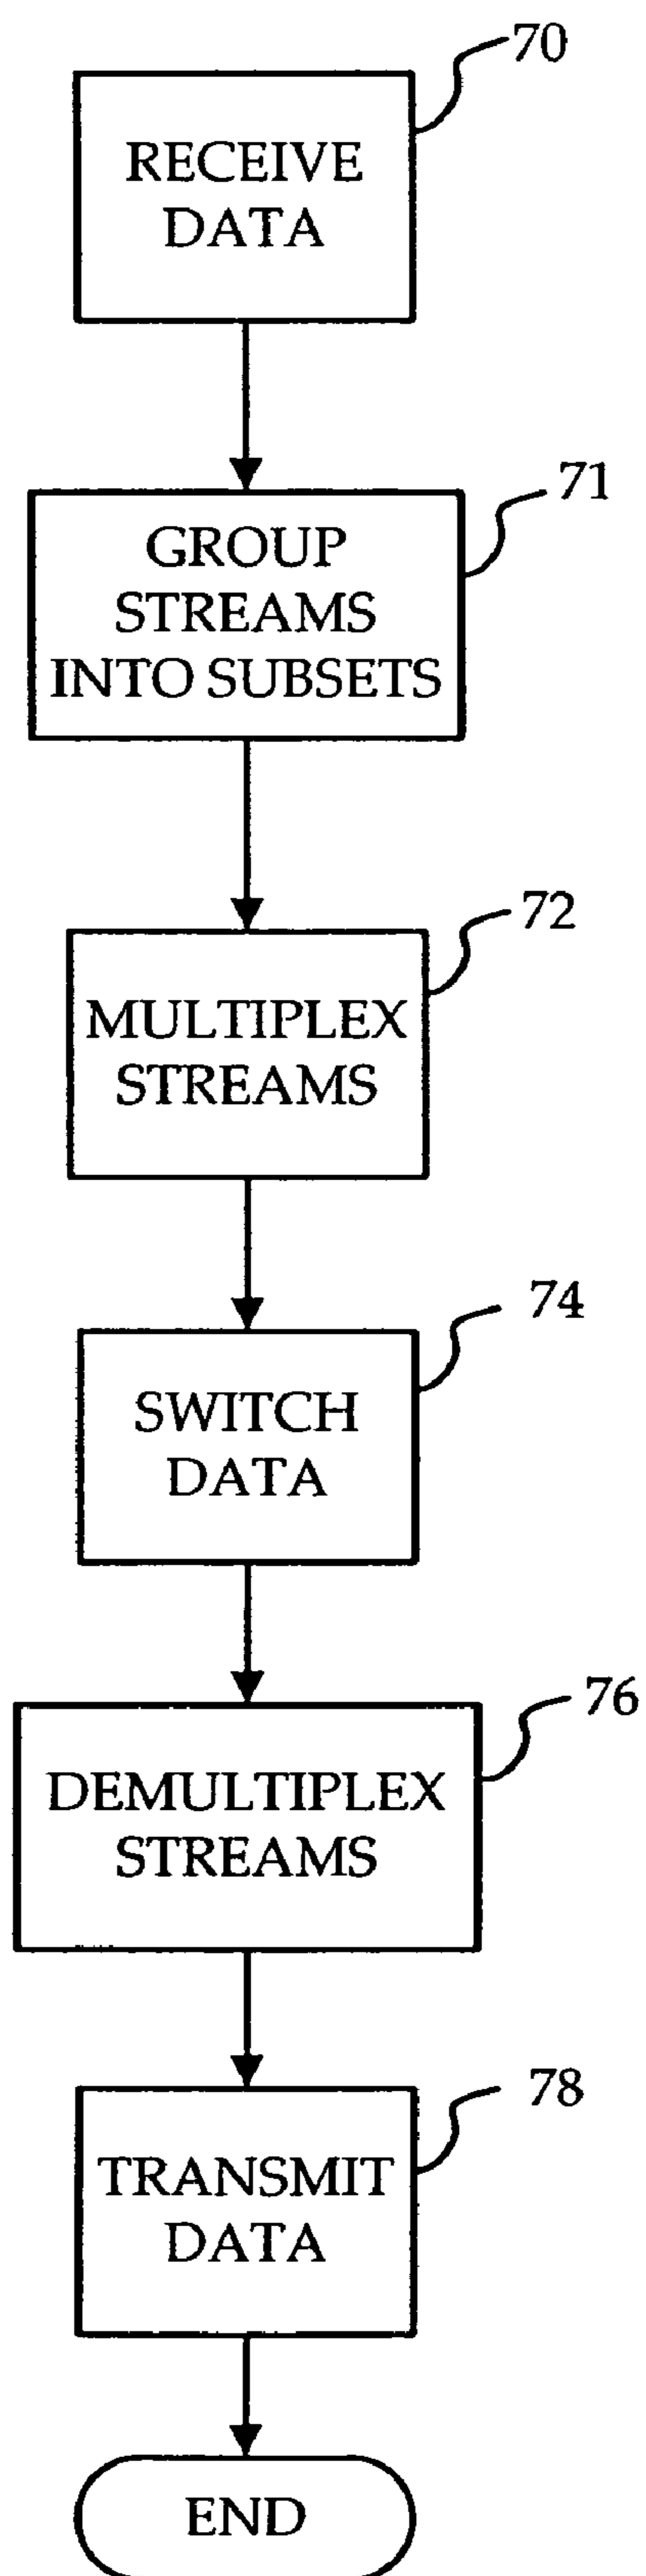 70
RECEIVE
DATA
71
GROUP
STREAMS
INTO SUBSETS
72
MULTIPLEX
STREAMS
74
SWITCH
DATA
76
DEMULTIPLEX
STREAMS
78
TRANSMIT
DATA
END